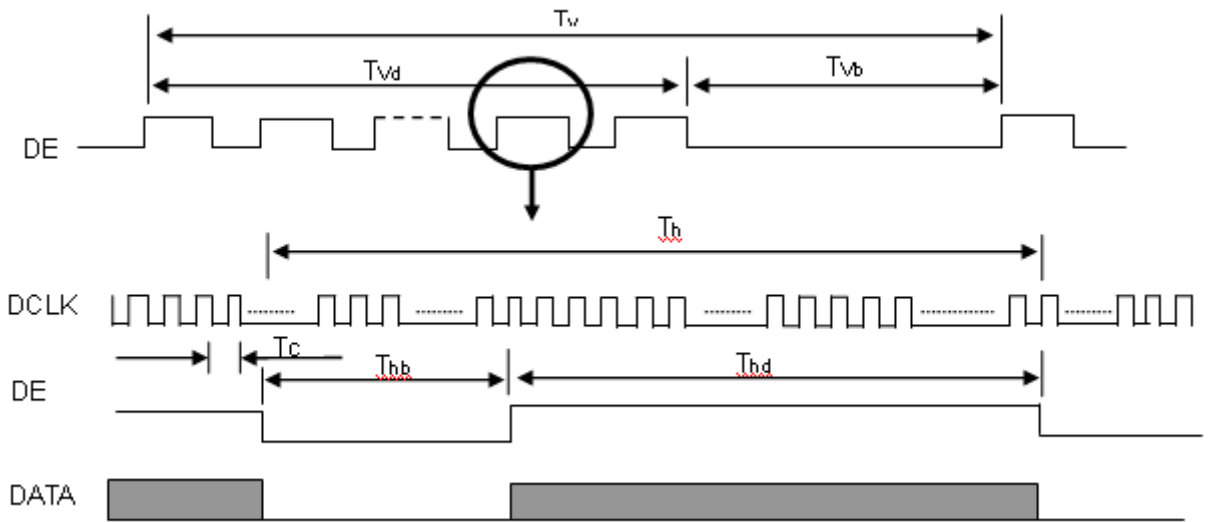 Tv
Tvd Tvb
DE
Th
DCLK
Tc
Thb Thd
DE
DATA